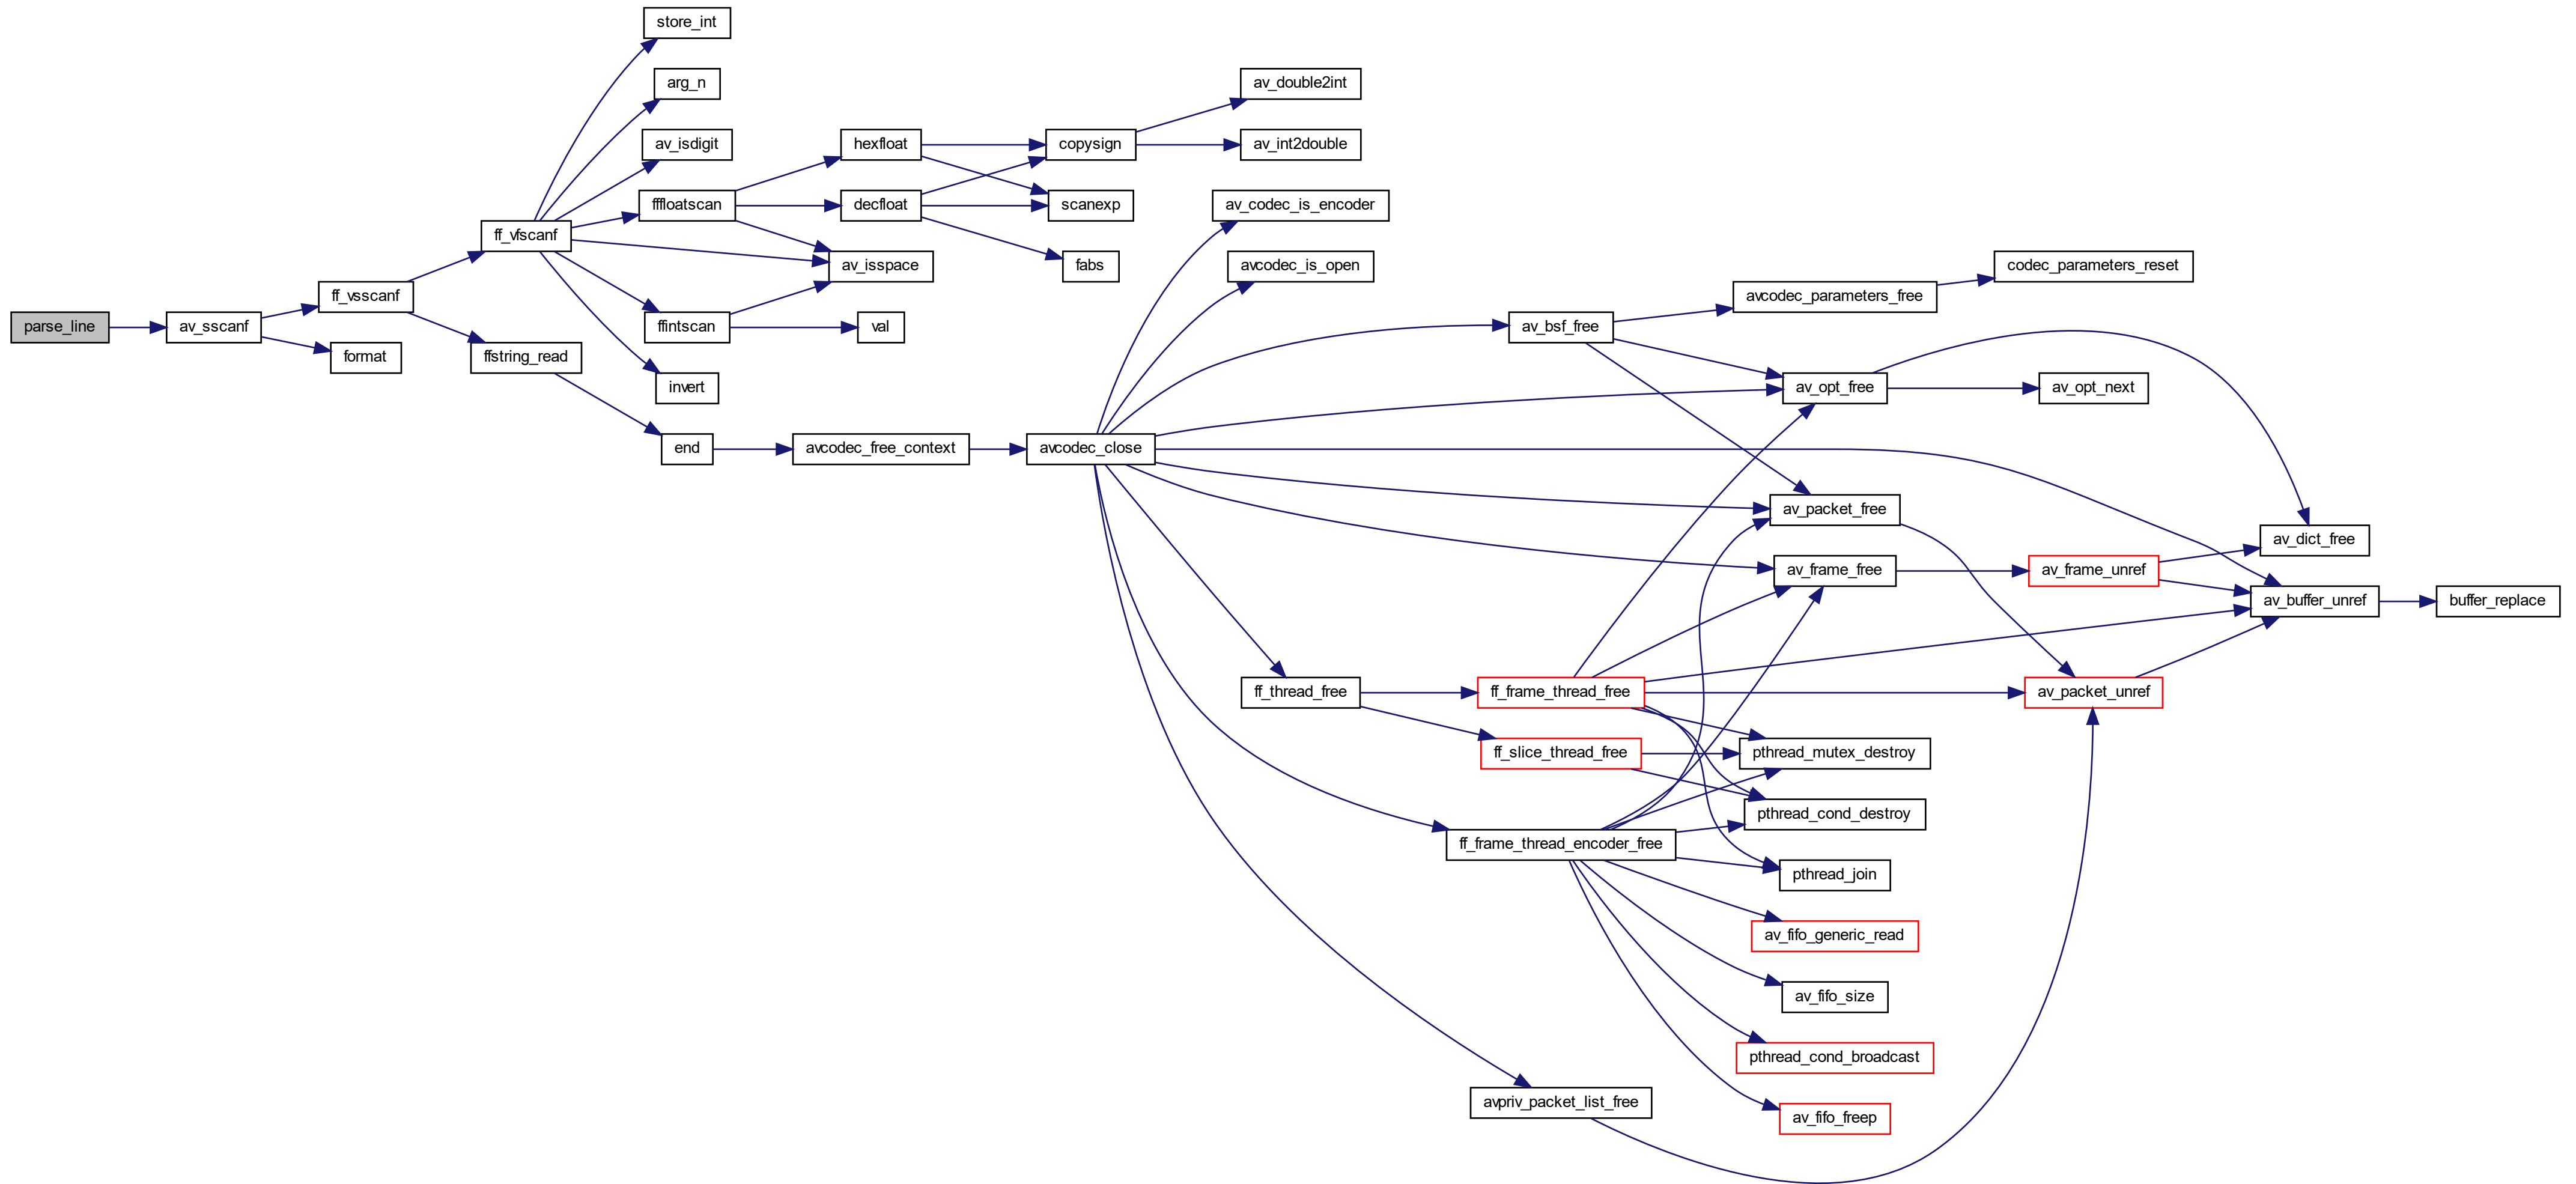 store_int
arg_n
av_double2int
av_isdigit
hexfloat
copysign
av_int2double
fffloatscan
decfloat
scanexp
av_codec_is_encoder
ff_vfscanf
av_isspace
fabs
avcodec_is_open
codec_parameters_reset
ff_vsscanf
avcodec_parameters_free
parse_line
av_sscanf
ffintscan
val
av_bsf_free
format
ffstring_read
invert
av_opt_free
av_opt_next
end
avcodec_free_context
avcodec_close
av_packet_free
av_dict_free
av_frame_free
av_frame_unref
av_buffer_unref
buffer_replace
ff_thread_free
ff_frame_thread_free
av_packet_unref
ff_slice_thread_free
pthread_mutex_destroy
pthread_cond_destroy
ff_frame_thread_encoder_free
pthread_join
av_fifo_generic_read
av_fifo_size
pthread_cond_broadcast
avpriv_packet_list_free
av_fifo_freep